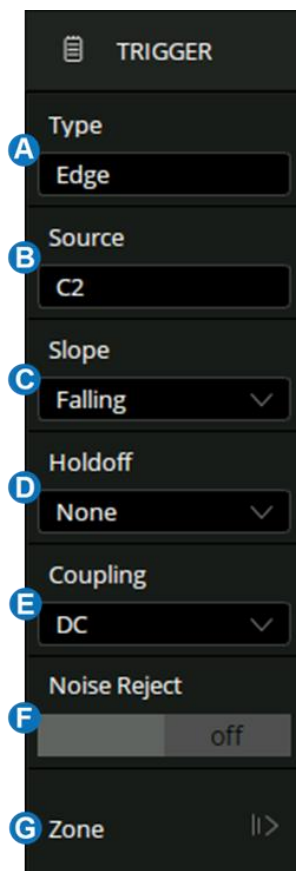 TRIGGER
Type
A
Edge
Source
B
C2
Slope
C
Falling
Holdoff
D
None
Coupling
E
DC
Noise Reject
F
off
G Zone